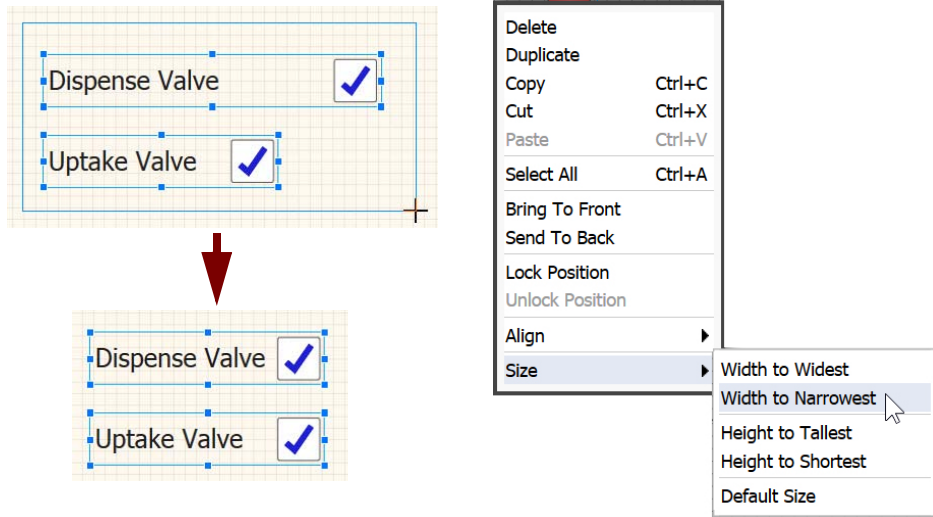 Dispense Valve
Uptake Valve
Dispense Valve
Uptake Valve
Delete
Duplicate
Copy Ctrl+C
Cut Ctrl+X
Paste Ctrl+V
Select All Ctrl+A
Bring To Front
Send To Back
Lock Position
Unlock Position
Align
Size
Width to Widest
Width to Narrowest
Height to Tallest
Height to Shortest
Default Size